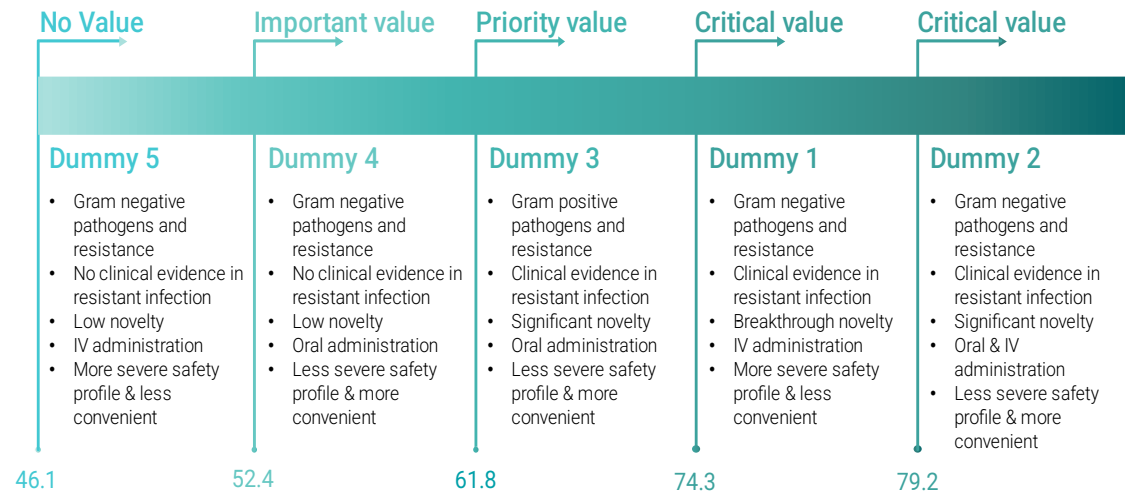 No Value
Important value
Priority value
Critical value
Critical value
Dummy 5
• Gram negative
pathogens and
resistance
• No clinical evidence in
resistant infection
• Low novelty
• IV administration
• More severe safety
profile & less
convenient
Dummy 4
• Gram negative
pathogens and
resistance
• No clinical evidence in
resistant infection
• Low novelty
• Oral administration
• Less severe safety
profile & more
convenient
Dummy 3
• Gram positive
pathogens and
resistance
• Clinical evidence in
resistant infection
• Significant novelty
• Oral administration
• Less severe safety
profile & more
convenient
Dummy 1
• Gram negative
pathogens and
resistance
• Clinical evidence in
resistant infection
• Breakthrough novelty
• IV administration
• More severe safety
profile & less
convenient
Dummy 2
• Gram negative
pathogens and
resistance
• Clinical evidence in
resistant infection
• Significant novelty
• Oral & IV
administration
• Less severe safety
profile & more
convenient
46.1
52.4
61.8
74.3
79.2